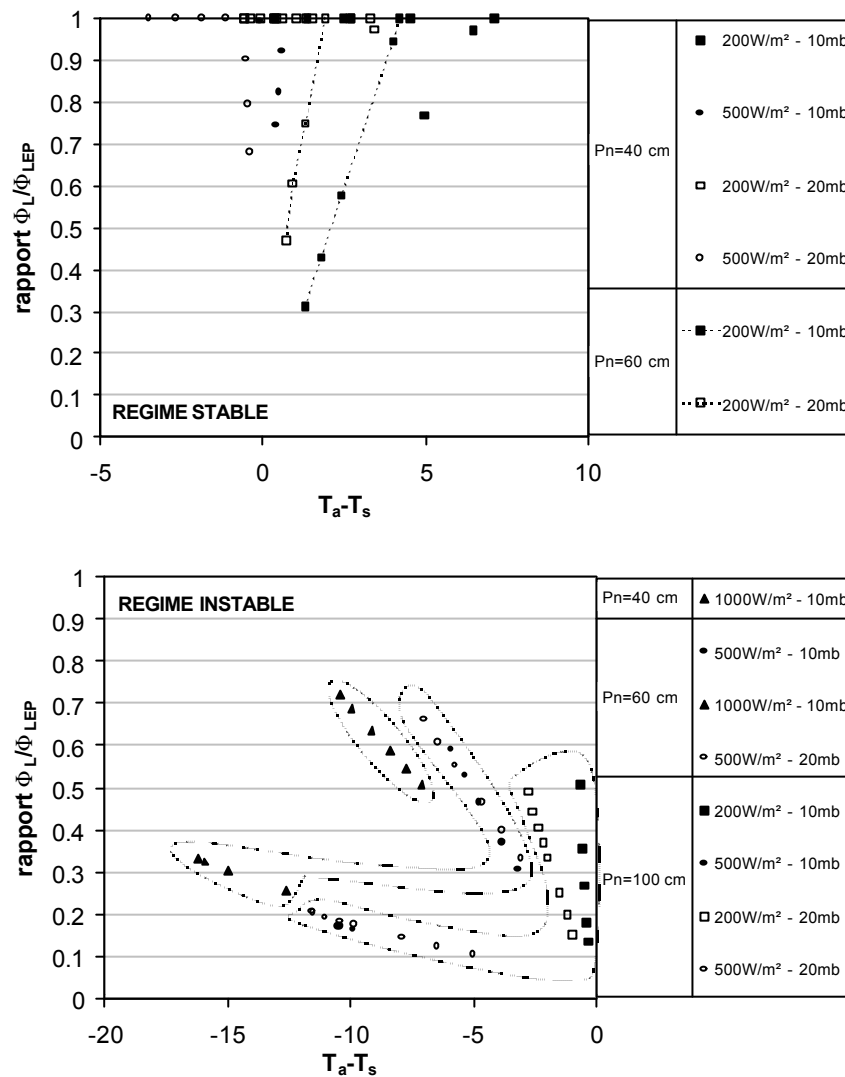 1
0.9
0.8
0.7
0.6
0.5
0.4
0.3
0.2
0.1
0
rapport Φ_L/Φ_LEP
REGIME STABLE
-5
0
5
10
T_a-T_s
Pn=40 cm
200W/m² - 10mb
500W/m² - 10mb
200W/m² - 20mb
500W/m² - 20mb
Pn=60 cm
200W/m² - 10mb
200W/m² - 20mb
1
0.9
0.8
0.7
0.6
0.5
0.4
0.3
0.2
0.1
0
rapport Φ_L/Φ_LEP
REGIME INSTABLE
-20
-15
-10
-5
0
T_a-T_s
Pn=40 cm
1000W/m² - 10mb
Pn=60 cm
500W/m² - 10mb
1000W/m² - 10mb
500W/m² - 20mb
Pn=100 cm
200W/m² - 10mb
500W/m² - 10mb
200W/m² - 20mb
500W/m² - 20mb